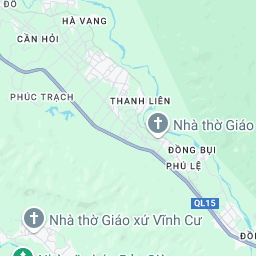 ĐÔ
HÀ VANG
CẦN HÓI
PHÚC TRẠCH
THANH LIÊN
Nhà thờ Giáo
ĐỒNG BỤI
PHÚ LỆ
QL15
Nhà thờ Giáo xứ Vĩnh Cư